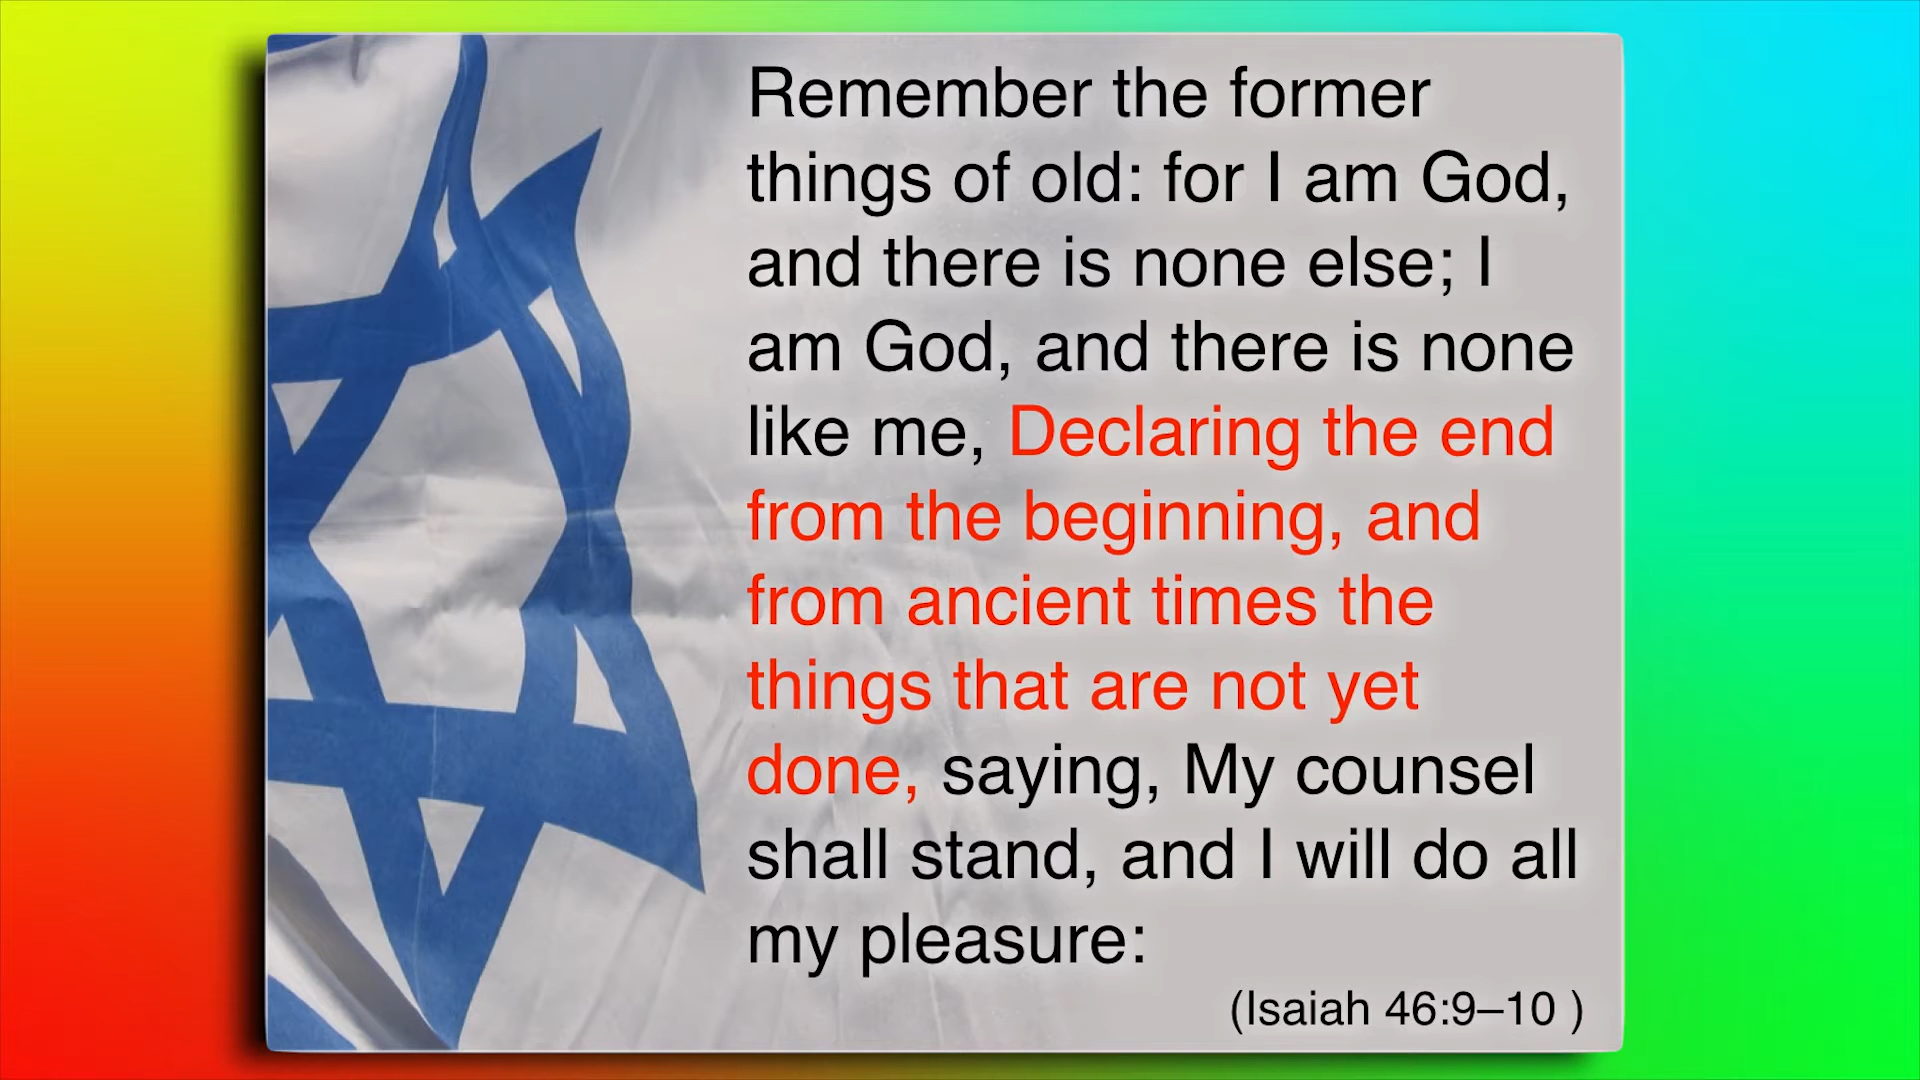 Remember the former
things of old: for I am God,
and there is none else; I
am God, and there is none
like me, Declaring the end
from the beginning, and
from ancient times the
things that are not yet
done, saying, My counsel
shall stand, and I will do all
my pleasure:
(Isaiah 46:9–10 )